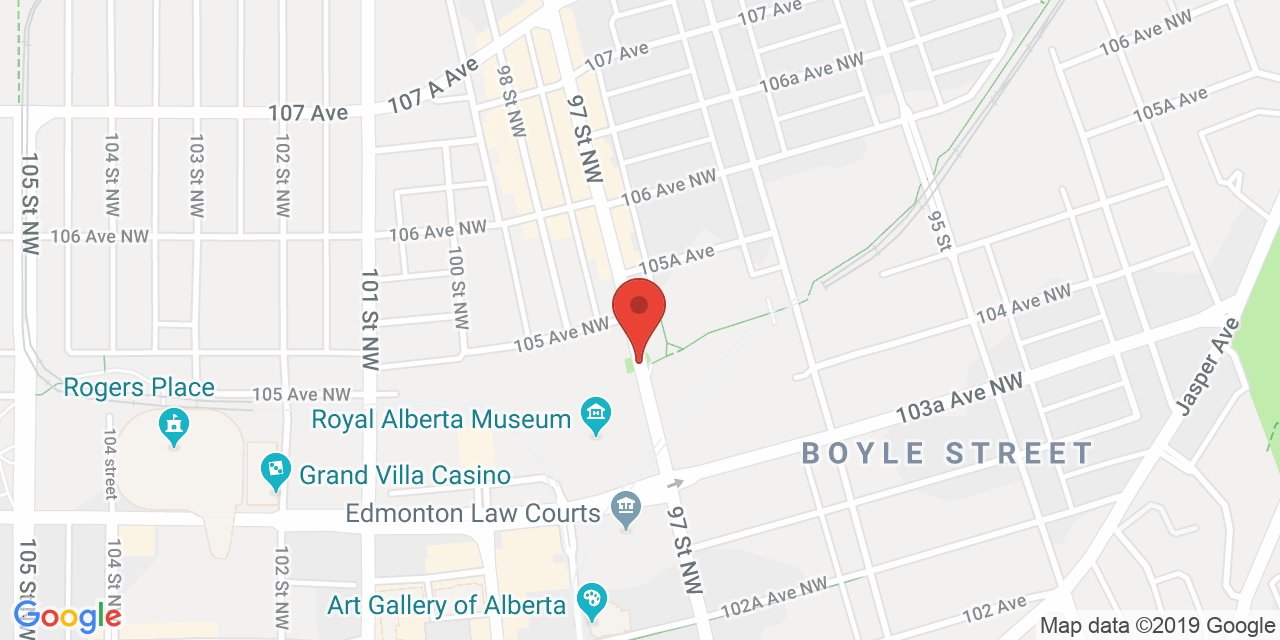 107 Ave
107 Ave
106 Ave NW
107 A Ave
98 St NW
106a Ave NW
107 Ave
97 St NW
105A Ave
105 St NW
104 St NW
103 St NW
102 St NW
106 Ave NW
95 St
106 Ave NW
106 Ave NW
100 St NW
105A Ave
101 St NW
104 Ave NW
105 Ave NW
Jasper Ave
Rogers Place
105 Ave NW
103a Ave NW
Royal Alberta Museum
104 street
BOYLE STREET
Grand Villa Casino
Edmonton Law Courts
97 St NW
105 St NW
104 St NW
102 St NW
102A Ave NW
102 Ave
Art Gallery of Alberta
Google
Map data ©2019 Google